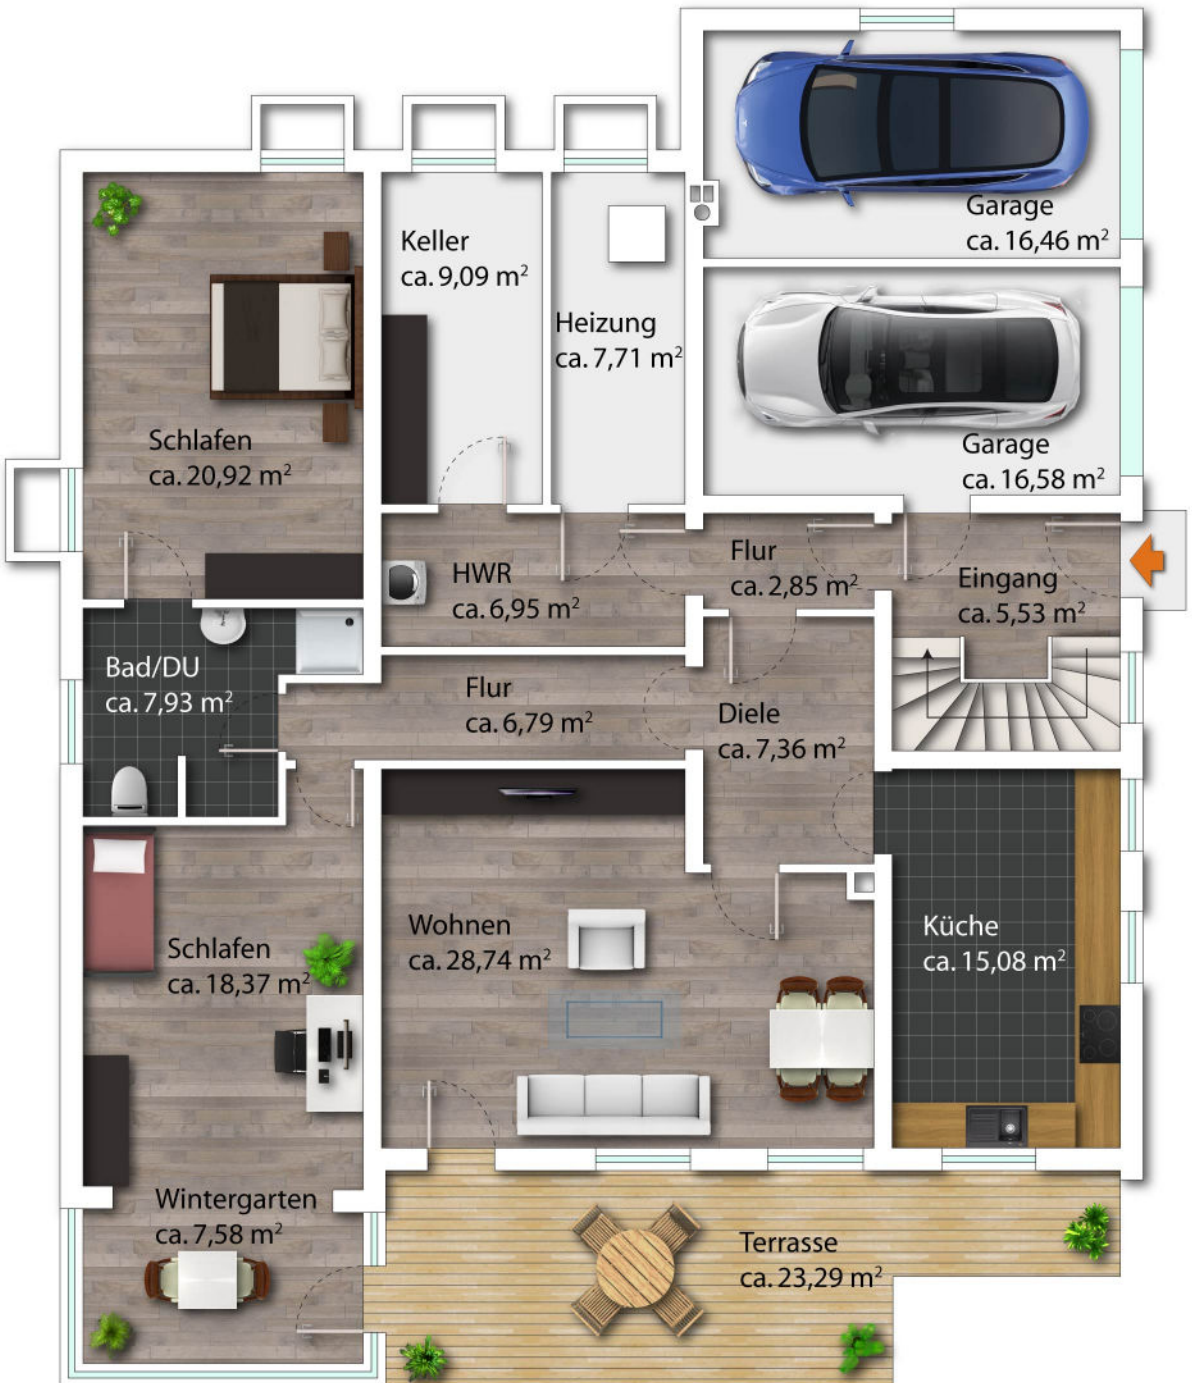 Garage
ca. 16,46 m²
Keller
ca. 9,09 m²
Heizung
ca. 7,71 m²
Schlafen
ca. 20,92 m²
Garage
ca. 16,58 m²
HWR
ca. 6,95 m²
Flur
ca. 2,85 m²
Eingang
ca. 5,53 m²
Bad/DU
ca. 7,93 m²
Flur
ca. 6,79 m²
Diele
ca. 7,36 m²
Schlafen
ca. 18,37 m²
Wohnen
ca. 28,74 m²
Küche
ca. 15,08 m²
Wintergarten
ca. 7,58 m²
Terrasse
ca. 23,29 m²